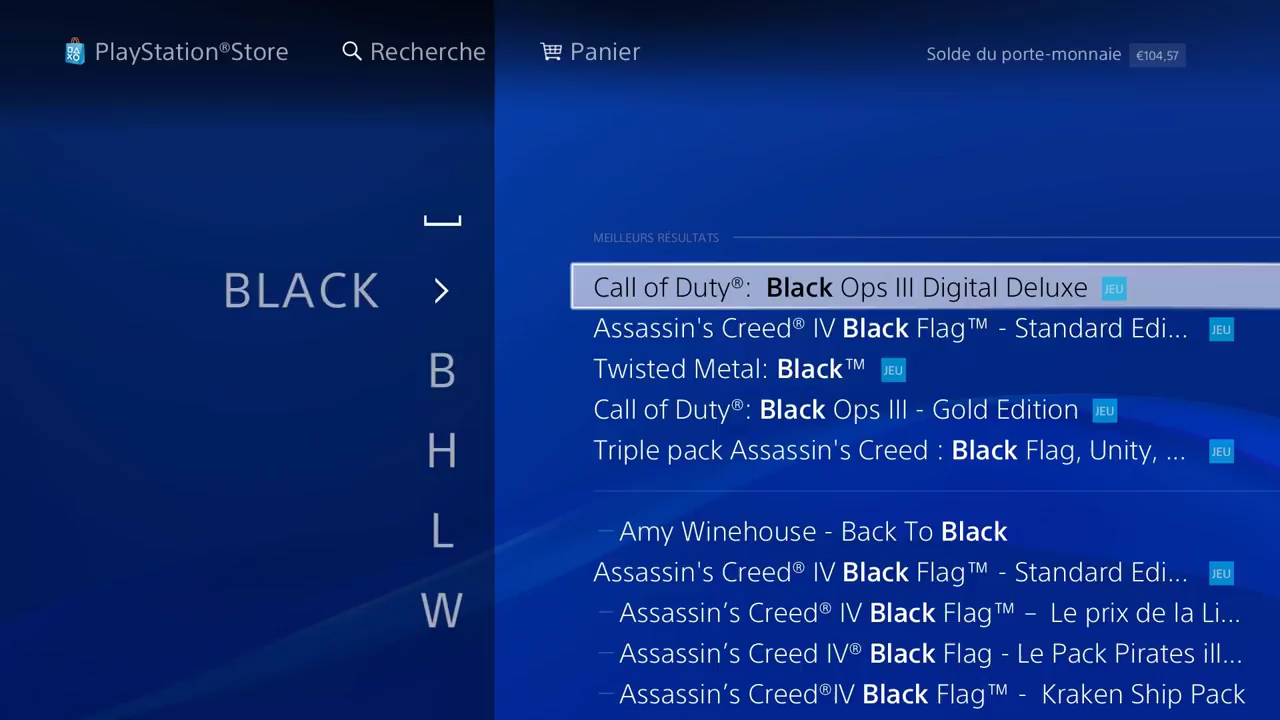 PlayStation®Store Recherche Panier Solde du porte-monnaie €104,57
BLACK
B
H
L
W
MEILLEURS RÉSULTATS
Call of Duty®: Black Ops III Digital Deluxe JEU
Assassin's Creed® IV Black Flag™ - Standard Edi... JEU
Twisted Metal: Black™ JEU
Call of Duty®: Black Ops III - Gold Edition JEU
Triple pack Assassin's Creed : Black Flag, Unity, ... JEU
Amy Winehouse - Back To Black
Assassin's Creed® IV Black Flag™ - Standard Edi... JEU
Assassin’s Creed® IV Black Flag™ – Le prix de la Li...
Assassin’s Creed IV® Black Flag - Le Pack Pirates ill...
Assassin’s Creed®IV Black Flag™ - Kraken Ship Pack